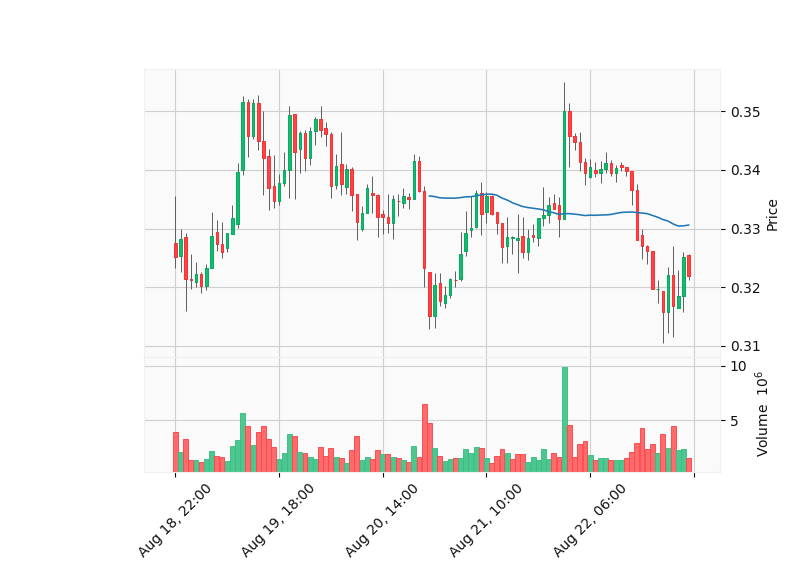 0.35
0.34
0.33
0.32
0.31
Price
10
5
Volume 10^6
Aug 18, 22:00
Aug 19, 18:00
Aug 20, 14:00
Aug 21, 10:00
Aug 22, 06:00